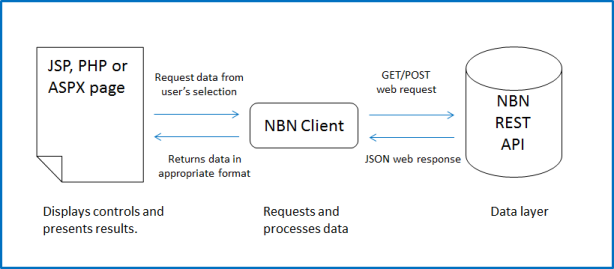 JSP, PHP or
ASPX page
Request data from
user's selection
Returns data in
appropriate format
NBN Client
GET/POST
web request
JSON web response
NBN
REST
API
Displays controls and
presents results.
Requests and
processes data
Data layer